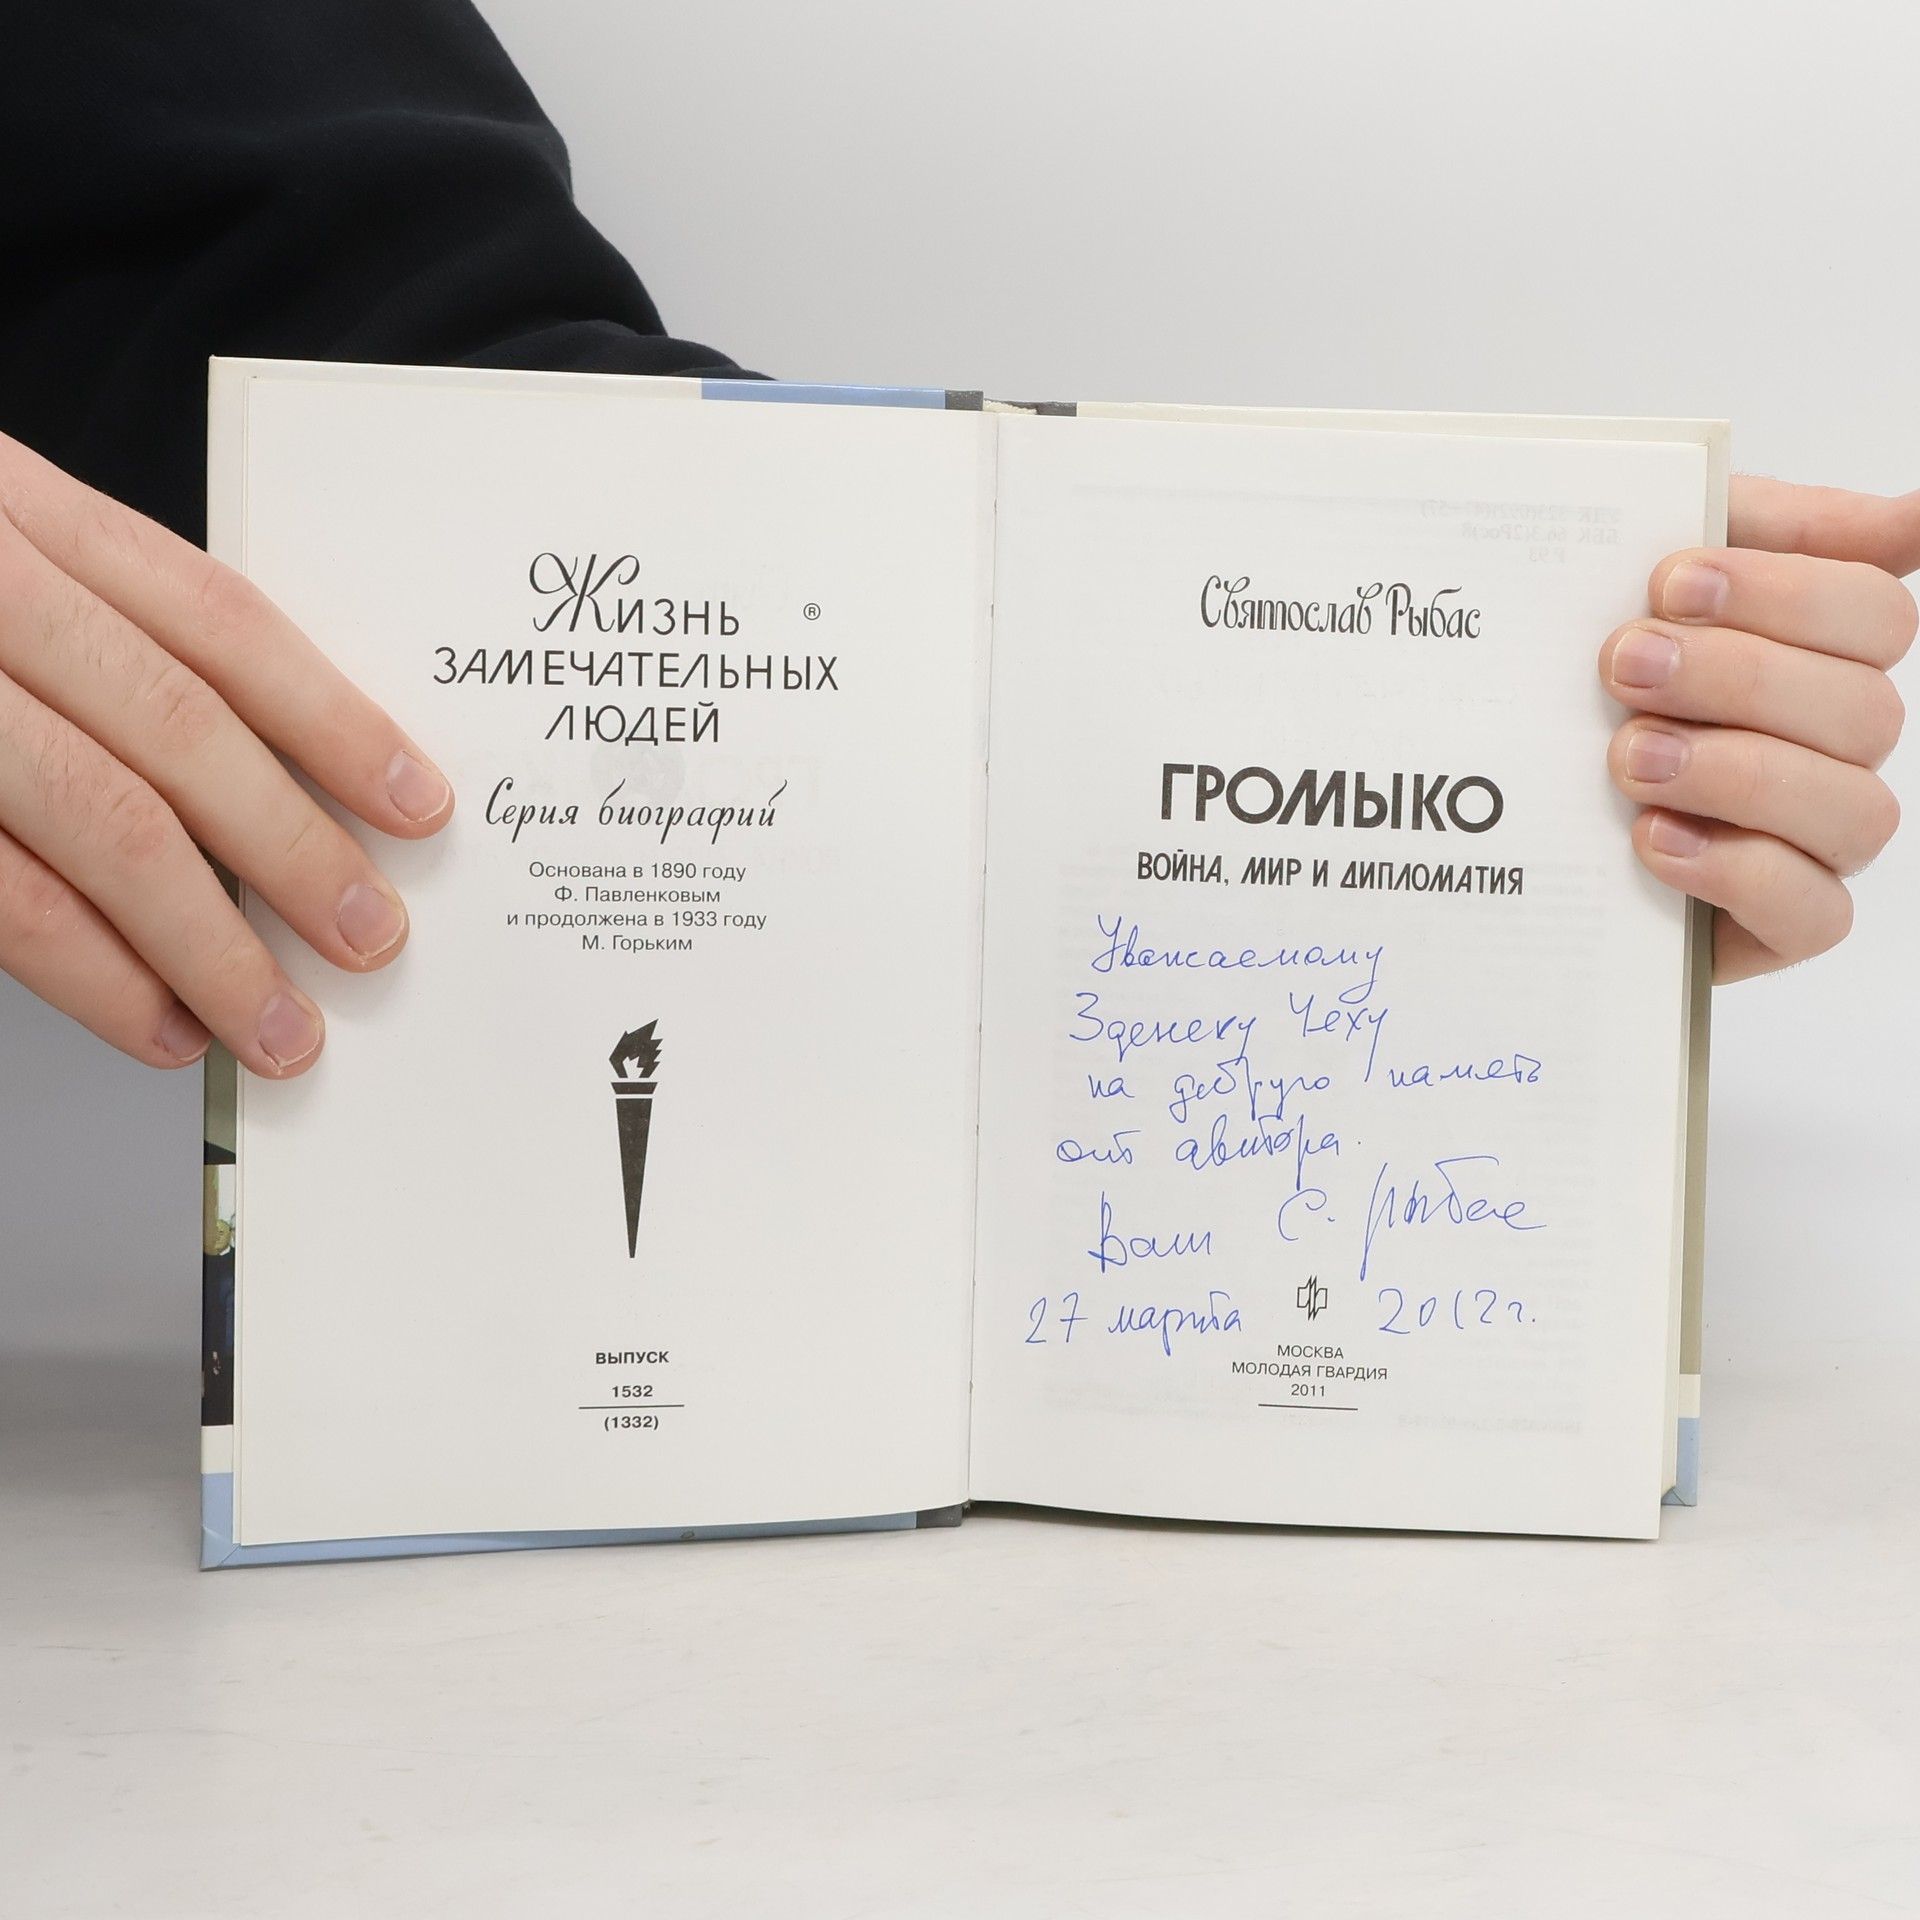 Жизнь ®
ЗАМЕЧАТЕЛЬНЫХ
ЛЮДЕЙ
Серия биографий
Основана в 1890 году
Ф. Павленковым
и продолжена в 1933 году
М. Горьким
ВЫПУСК
1532
(1332)
Святослав Рыбас
ГРОМЫКО
ВОЙНА, МИР И ДИПЛОМАТИЯ
Уважаемому
Зденеку Чеху
на добрую память
от автора.
Ваш С. Рыбас
27 марта 2012 г.
МОСКВА
МОЛОДАЯ ГВАРДИЯ
2011